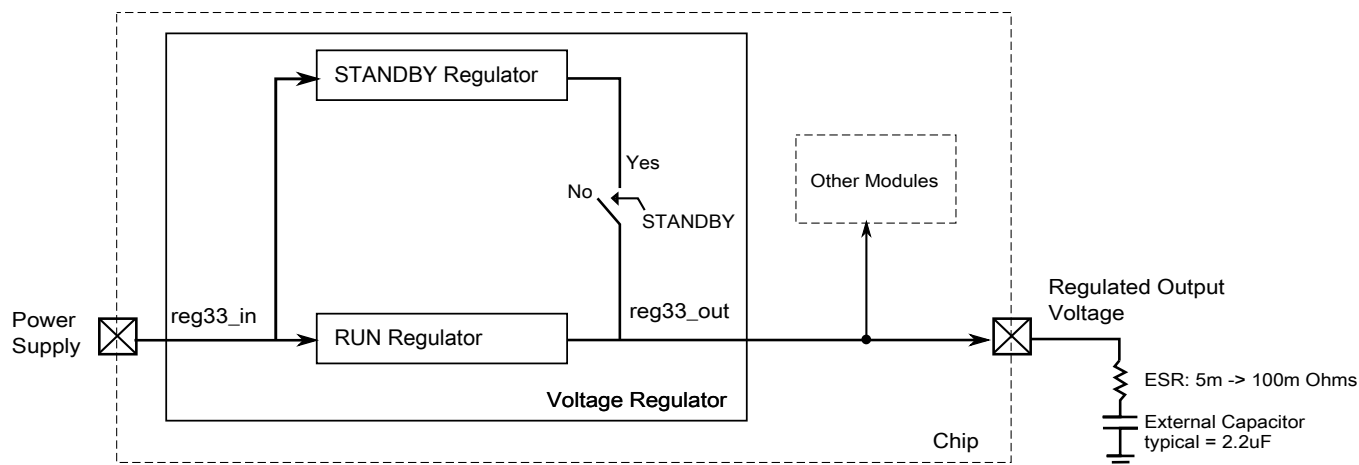 STANDBY Regulator
Yes
No
STANDBY
Other Modules
Power
Supply
reg33_in
RUN Regulator
reg33_out
Regulated Output
Voltage
ESR: 5m -> 100m Ohms
Voltage Regulator
External Capacitor
typical = 2.2uF
Chip